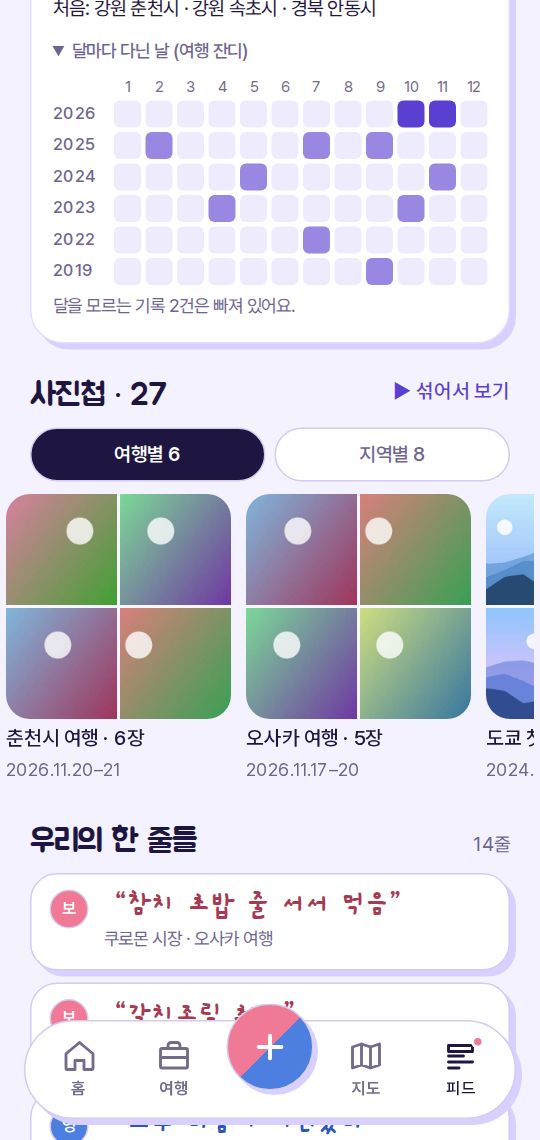 처음: 강원 춘천시 · 강원 속초시 · 경북 안동시
▼ 달마다 다닌 날 (여행 잔디)
1 2 3 4 5 6 7 8 9 10 11 12
2026
2025
2024
2023
2022
2019
달을 모르는 기록 2건은 빠져 있어요.
사진첩 · 27
▶ 섞어서 보기
여행별 6
지역별 8
춘천시 여행 · 6장
오사카 여행 · 5장
도쿄
2026.11.20–21
2026.11.17–20
2024.
우리의 한 줄들
14줄
보
“참치 초밥 줄 서서 먹음”
쿠로몬 시장 · 오사카 여행
보
“갈치조림
홈
여행
+
지도
피드